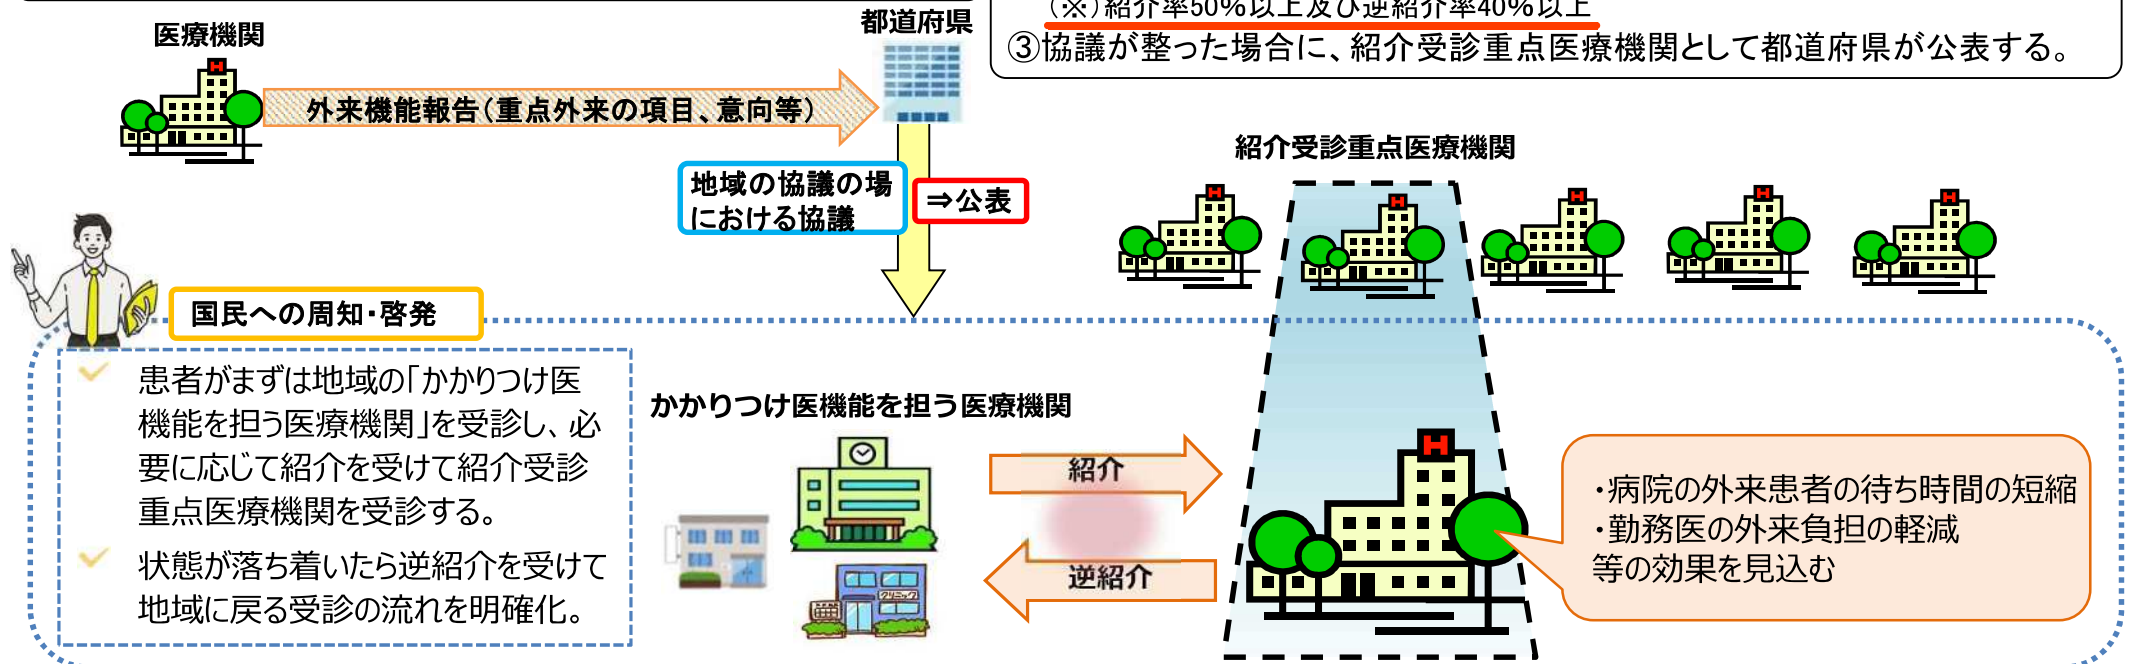 (※)紹介率50%以上及び逆紹介率40%以上
③協議が整った場合に、紹介受診重点医療機関として都道府県が公表する。
都道府県
医療機関
外来機能報告(重点外来の項目、意向等)
地域の協議の場
における協議
⇒公表
紹介受診重点医療機関
国民への周知・啓発
患者がまずは地域の「かかりつけ医
機能を担う医療機関」を受診し、必
要に応じて紹介を受けて紹介受診
重点医療機関を受診する。
状態が落ち着いたら逆紹介を受けて
地域に戻る受診の流れを明確化。
かかりつけ医機能を担う医療機関
クリニック
紹介
逆紹介
・病院の外来患者の待ち時間の短縮
・勤務医の外来負担の軽減
等の効果を見込む